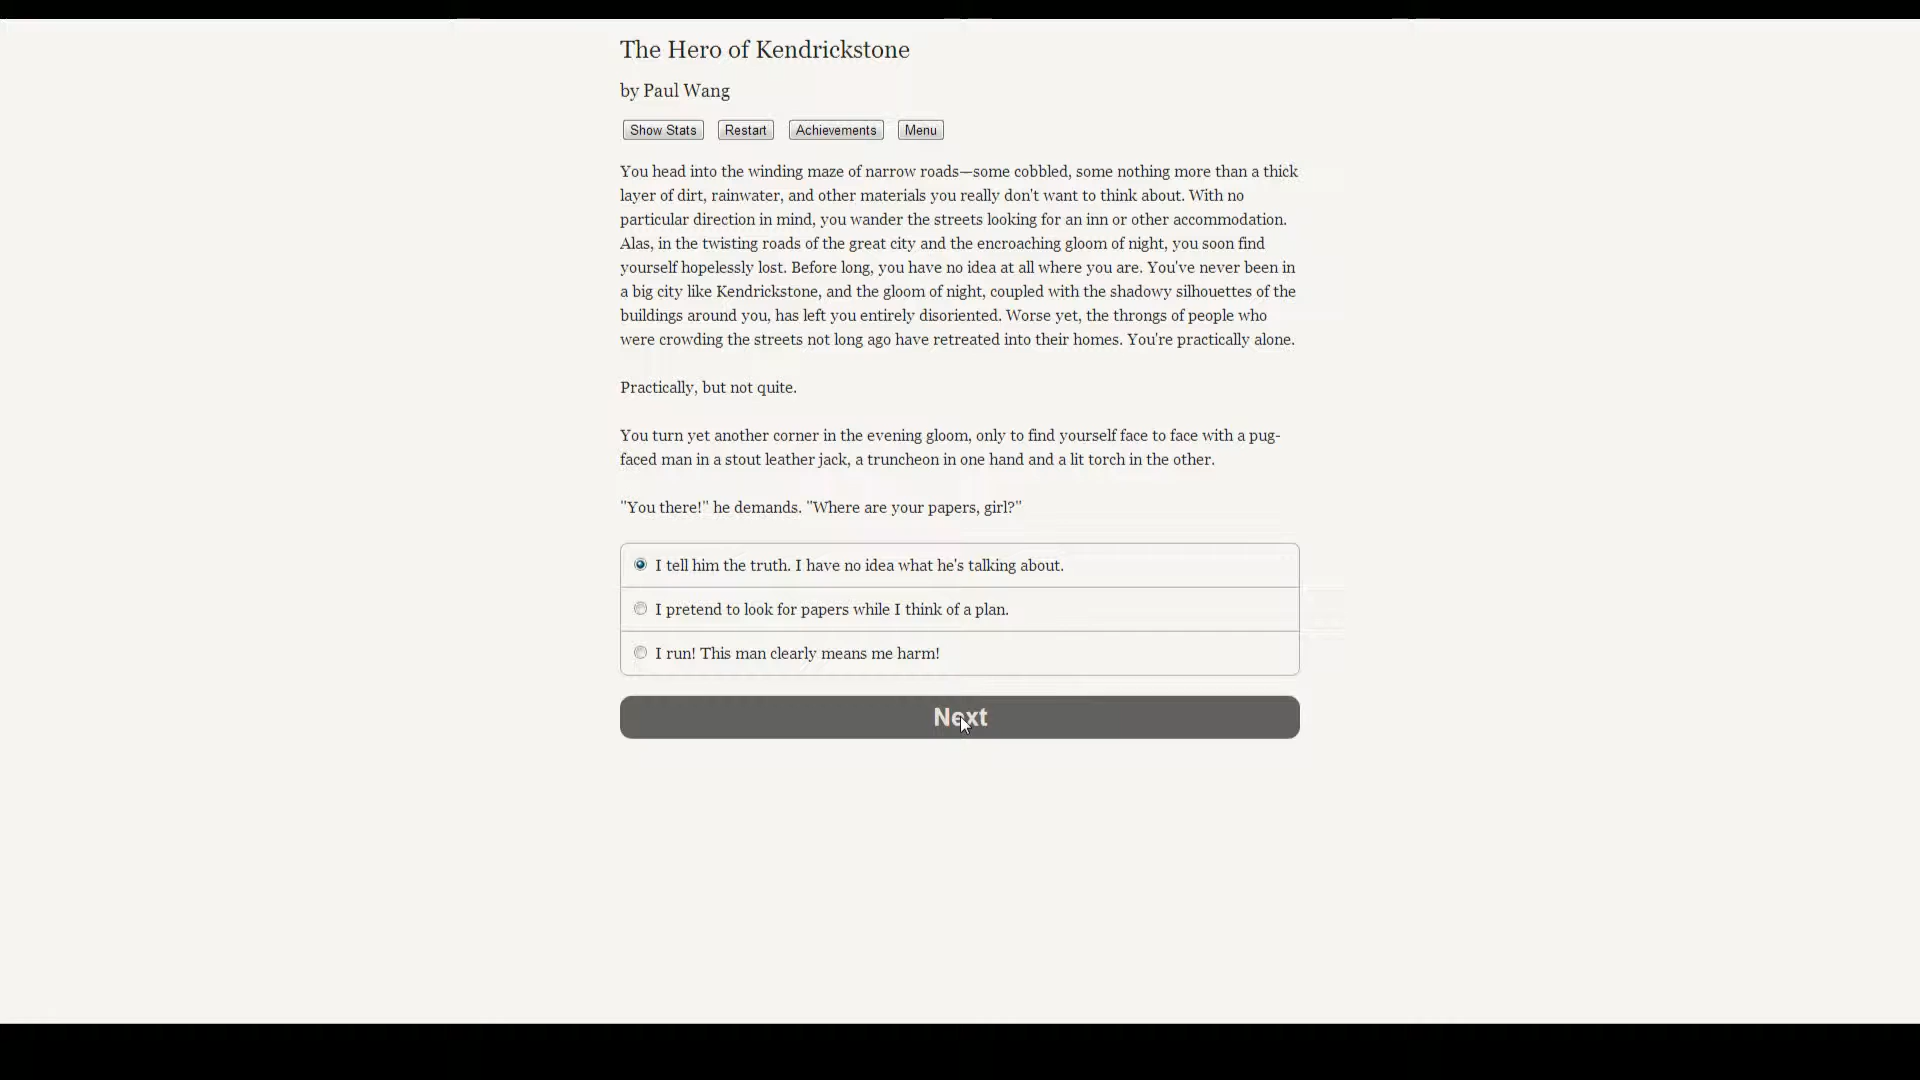 The Hero of Kendrickstone
by Paul Wang
Show Stats Restart Achievements Menu
You head into the winding maze of narrow roads—some cobbled, some nothing more than a thick
layer of dirt, rainwater, and other materials you really don't want to think about. With no
particular direction in mind, you wander the streets looking for an inn or other accommodation.
Alas, in the twisting roads of the great city and the encroaching gloom of night, you soon find
yourself hopelessly lost. Before long, you have no idea at all where you are. You've never been in
a big city like Kendrickstone, and the gloom of night, coupled with the shadowy silhouettes of the
buildings around you, has left you entirely disoriented. Worse yet, the throngs of people who
were crowding the streets not long ago have retreated into their homes. You're practically alone.
Practically, but not quite.
You turn yet another corner in the evening gloom, only to find yourself face to face with a pug-
faced man in a stout leather jack, a truncheon in one hand and a lit torch in the other.
"You there!" he demands. "Where are your papers, girl?"
I tell him the truth. I have no idea what he's talking about.
I pretend to look for papers while I think of a plan.
I run! This man clearly means me harm!
Next